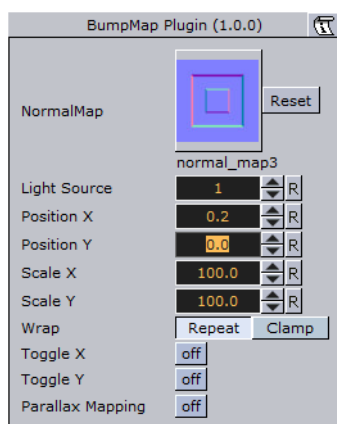 BumpMap Plugin (1.0.0)
NormalMap
Reset
normal_map3
Light Source 1 R
Position X 0.2 R
Position Y 0.0 R
Scale X 100.0 R
Scale Y 100.0 R
Wrap Repeat Clamp
Toggle X off
Toggle Y off
Parallax Mapping off